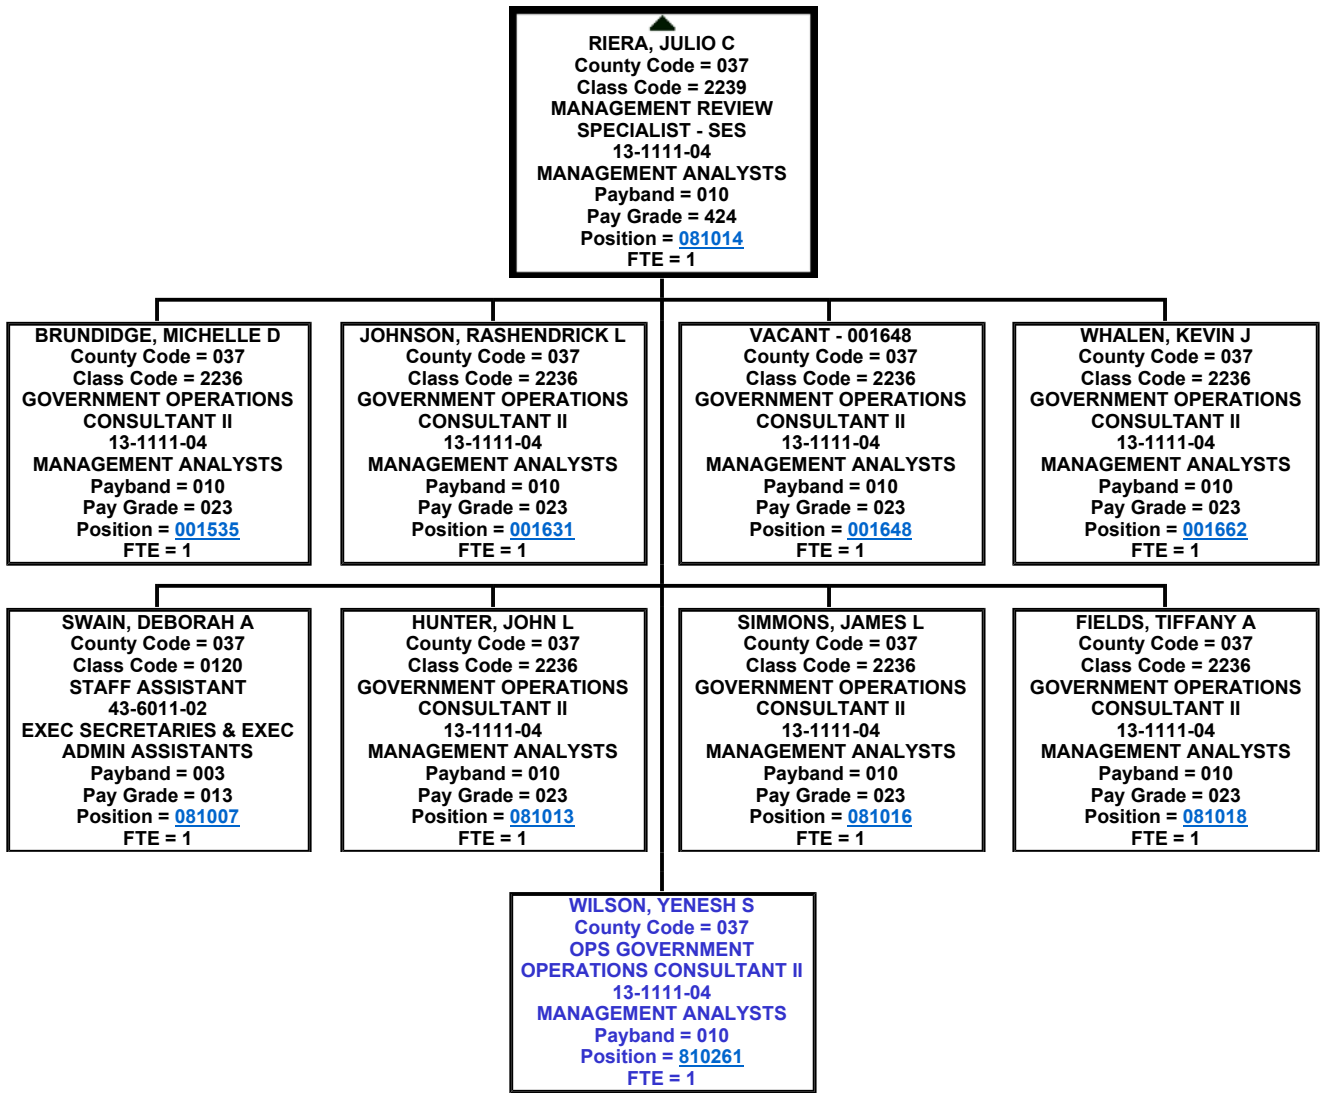 RIERA, JULIO C
County Code = 037
Class Code = 2239
MANAGEMENT REVIEW
SPECIALIST - SES
13-1111-04
MANAGEMENT ANALYSTS
Payband = 010
Pay Grade = 424
Position = 081014
FTE = 1
BRUNDIDGE, MICHELLE D
County Code = 037
Class Code = 2236
GOVERNMENT OPERATIONS
CONSULTANT II
13-1111-04
MANAGEMENT ANALYSTS
Payband = 010
Pay Grade = 023
Position = 001535
FTE = 1
JOHNSON, RASHENDRICK L
County Code = 037
Class Code = 2236
GOVERNMENT OPERATIONS
CONSULTANT II
13-1111-04
MANAGEMENT ANALYSTS
Payband = 010
Pay Grade = 023
Position = 001631
FTE = 1
VACANT - 001648
County Code = 037
Class Code = 2236
GOVERNMENT OPERATIONS
CONSULTANT II
13-1111-04
MANAGEMENT ANALYSTS
Payband = 010
Pay Grade = 023
Position = 001648
FTE = 1
WHALEN, KEVIN J
County Code = 037
Class Code = 2236
GOVERNMENT OPERATIONS
CONSULTANT II
13-1111-04
MANAGEMENT ANALYSTS
Payband = 010
Pay Grade = 023
Position = 001662
FTE = 1
SWAIN, DEBORAH A
County Code = 037
Class Code = 0120
STAFF ASSISTANT
43-6011-02
EXEC SECRETARIES & EXEC
ADMIN ASSISTANTS
Payband = 003
Pay Grade = 013
Position = 081007
FTE = 1
HUNTER, JOHN L
County Code = 037
Class Code = 2236
GOVERNMENT OPERATIONS
CONSULTANT II
13-1111-04
MANAGEMENT ANALYSTS
Payband = 010
Pay Grade = 023
Position = 081013
FTE = 1
SIMMONS, JAMES L
County Code = 037
Class Code = 2236
GOVERNMENT OPERATIONS
CONSULTANT II
13-1111-04
MANAGEMENT ANALYSTS
Payband = 010
Pay Grade = 023
Position = 081016
FTE = 1
FIELDS, TIFFANY A
County Code = 037
Class Code = 2236
GOVERNMENT OPERATIONS
CONSULTANT II
13-1111-04
MANAGEMENT ANALYSTS
Payband = 010
Pay Grade = 023
Position = 081018
FTE = 1
WILSON, YENESH S
County Code = 037
OPS GOVERNMENT
OPERATIONS CONSULTANT II
13-1111-04
MANAGEMENT ANALYSTS
Payband = 010
Position = 810261
FTE = 1